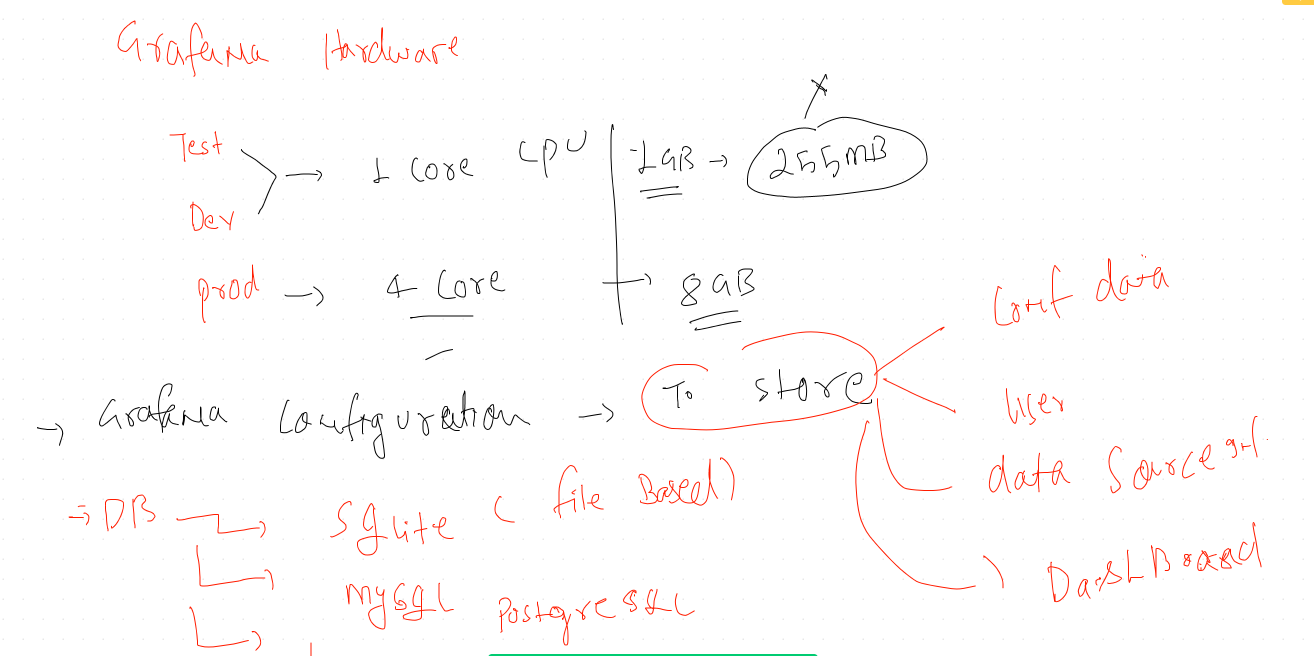 Grafana Hardware
Test
Dev
→ 1 Core CPU
1GB → 255MB
x
prod → 4 Core → 8GB
→ Grafana Configuration → To store
Conf data
User
data Source inf.
DashBoard
→ DB → Sqlite ( file Based)
→ MySql PostgreSQL